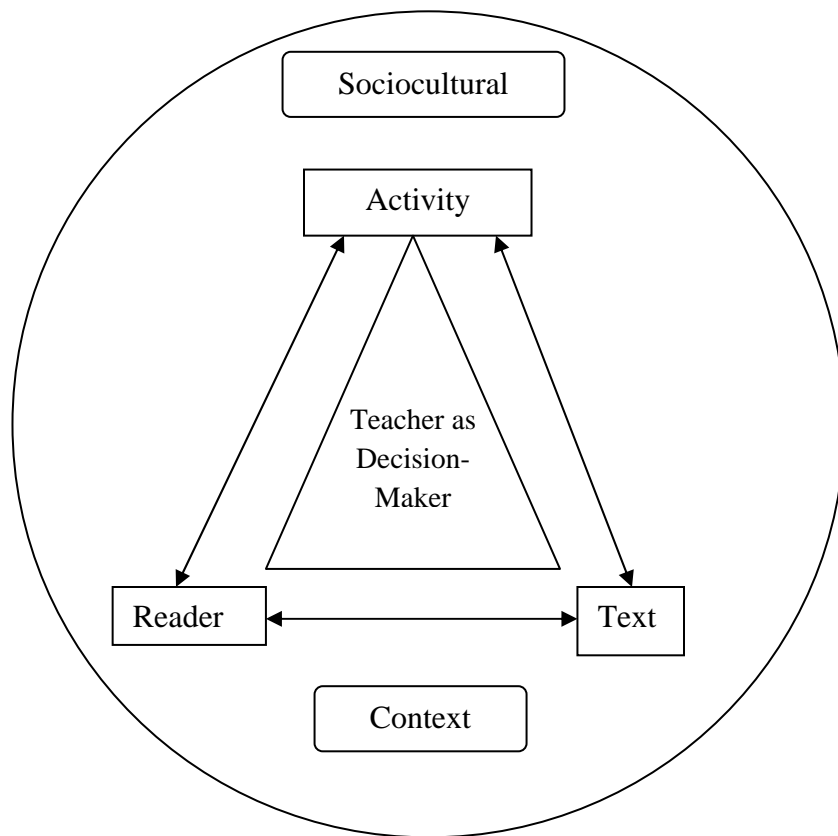 Sociocultural
Activity
Teacher as
Decision-
Maker
Reader
Text
Context